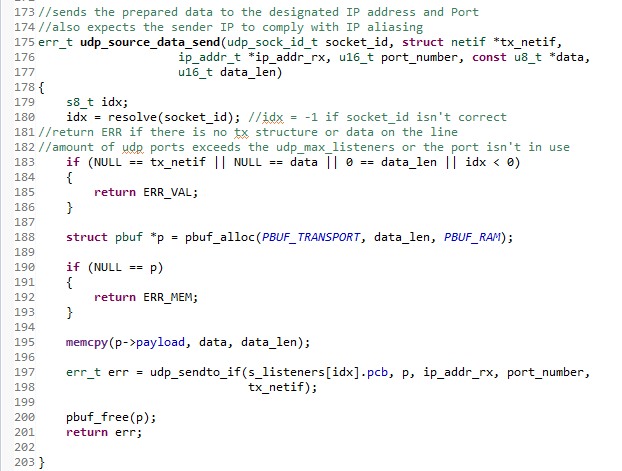 173 //sends the prepared data to the designated IP address and Port
174 //also expects the sender IP to comply with IP aliasing
175 err_t udp_source_data_send(udp_sock_id_t socket_id, struct netif *tx_netif,
176                     ip_addr_t *ip_addr_rx, u16_t port_number, const u8_t *data,
177                     u16_t data_len)
178 {
179     s8_t idx;
180     idx = resolve(socket_id); //idx = -1 if socket_id isn't correct
181 //return ERR if there is no tx structure or data on the line
182 //amount of udp ports exceeds the udp_max_listeners or the port isn't in use
183     if (NULL == tx_netif || NULL == data || 0 == data_len || idx < 0)
184     {
185         return ERR_VAL;
186     }
187
188     struct pbuf *p = pbuf_alloc(PBUF_TRANSPORT, data_len, PBUF_RAM);
189
190     if (NULL == p)
191     {
192         return ERR_MEM;
193     }
194
195     memcpy(p->payload, data, data_len);
196
197     err_t err = udp_sendto_if(s_listeners[idx].pcb, p, ip_addr_rx, port_number,
198                               tx_netif);
199
200     pbuf_free(p);
201     return err;
202
203 }